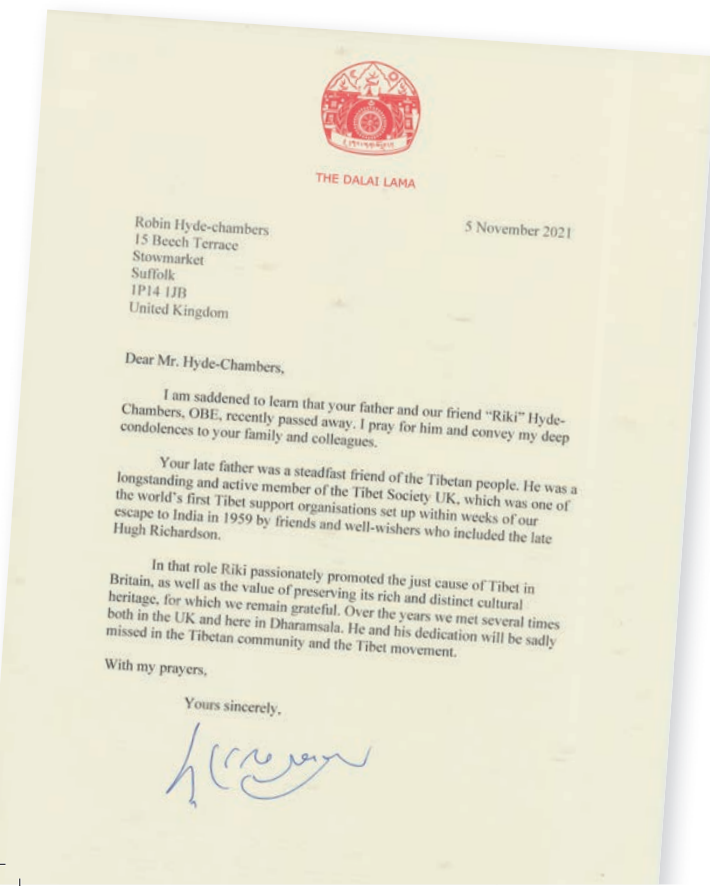 THE DALAI LAMA
Robin Hyde-chambers
15 Beech Terrace
Stowmarket
Suffolk
IP14 1JB
United Kingdom
5 November 2021
Dear Mr. Hyde-Chambers,
I am saddened to learn that your father and our friend “Riki” Hyde-
Chambers, OBE, recently passed away. I pray for him and convey my deep
condolences to your family and colleagues.
Your late father was a steadfast friend of the Tibetan people. He was a
longstanding and active member of the Tibet Society UK, which was one of
the world’s first Tibet support organisations set up within weeks of our
escape to India in 1959 by friends and well-wishers who included the late
Hugh Richardson.
In that role Riki passionately promoted the just cause of Tibet in
Britain, as well as the value of preserving its rich and distinct cultural
heritage, for which we remain grateful. Over the years we met several times
both in the UK and here in Dharamsala. He and his dedication will be sadly
missed in the Tibetan community and the Tibet movement.
With my prayers,
Yours sincerely,